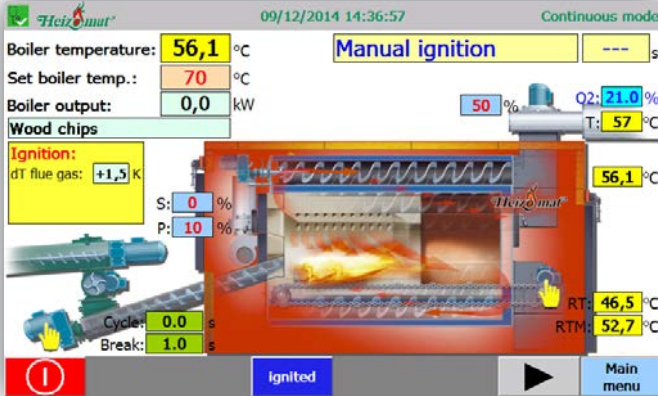 Heizomat 09/12/2014 14:36:57 Continuous mode
Boiler temperature: 56,1 °C Manual ignition --- s
Set boiler temp.: 70 °C
Boiler output: 0,0 kW 50 % O2: 21.0 %
Wood chips T: 57 °C
Ignition:
dT flue gas: +1,5 K 56,1 °C
Heizomat
S: 0 %
P: 10 %
RT: 46,5 °C
Cycle: 0.0 s RTM: 52,7 °C
Break: 1.0 s
ignited Main
menu